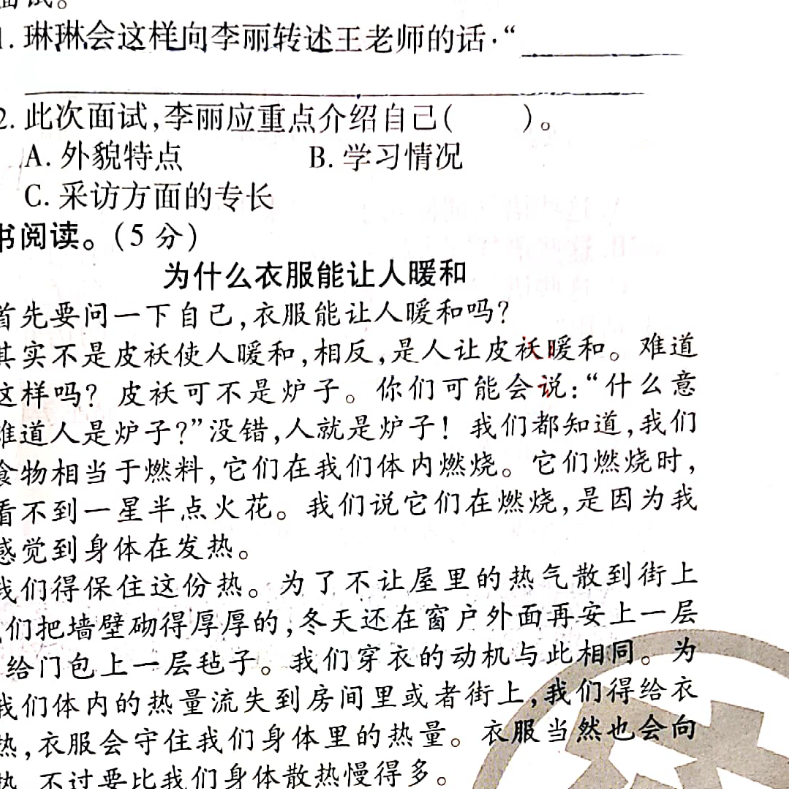 面试。
1. 琳琳会这样向李丽转述王老师的话:“
2. 此次面试,李丽应重点介绍自己(　　)。
A. 外貌特点　　B. 学习情况
C. 采访方面的专长
书阅读。(5 分)
为什么衣服能让人暖和
首先要问一下自己,衣服能让人暖和吗?
其实不是皮袄使人暖和,相反,是人让皮袄暖和。难道
这样吗? 皮袄可不是炉子。你们可能会说:“什么意
难道人是炉子?”没错,人就是炉子! 我们都知道,我们
食物相当于燃料,它们在我们体内燃烧。它们燃烧时,
看不到一星半点火花。我们说它们在燃烧,是因为我
感觉到身体在发热。
我们得保住这份热。为了不让屋里的热气散到街上
们把墙壁砌得厚厚的,冬天还在窗户外面再安上一层
给门包上一层毡子。我们穿衣的动机与此相同。为
我们体内的热量流失到房间里或者街上,我们得给衣
热,衣服会守住我们身体里的热量。衣服当然也会向
热,不过要比我们身体散热慢得多。